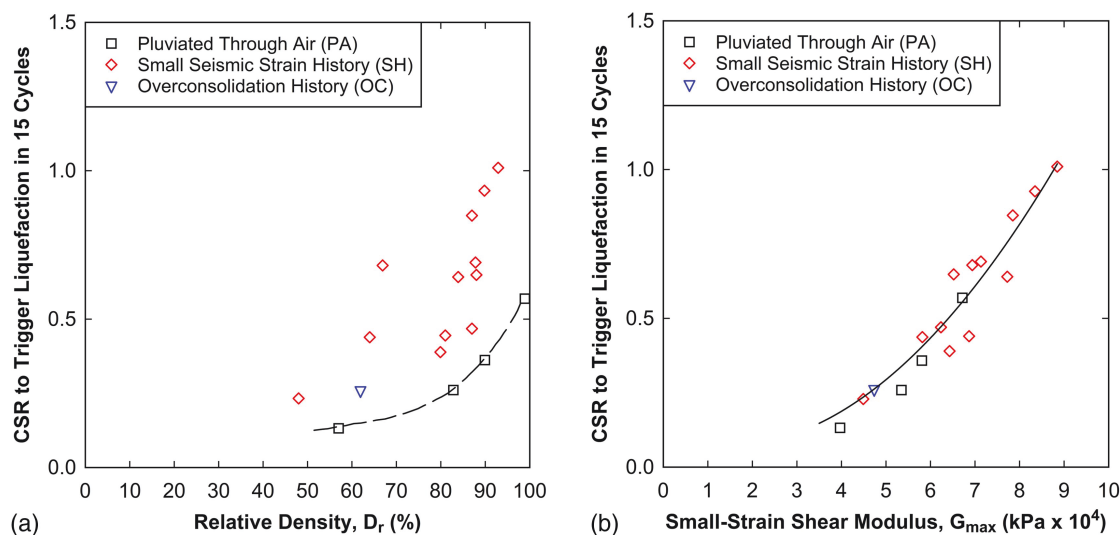 1.5
1.0
0.5
0.0
CSR to Trigger Liquefaction in 15 Cycles
Pluviated Through Air (PA)
Small Seismic Strain History (SH)
Overconsolidation History (OC)
0 10 20 30 40 50 60 70 80 90 100
(a)
Relative Density, Dr (%)
1.5
1.0
0.5
0.0
CSR to Trigger Liquefaction in 15 Cycles
Pluviated Through Air (PA)
Small Seismic Strain History (SH)
Overconsolidation History (OC)
0 1 2 3 4 5 6 7 8 9 10
(b)
Small-Strain Shear Modulus, Gmax (kPa x 10⁴)